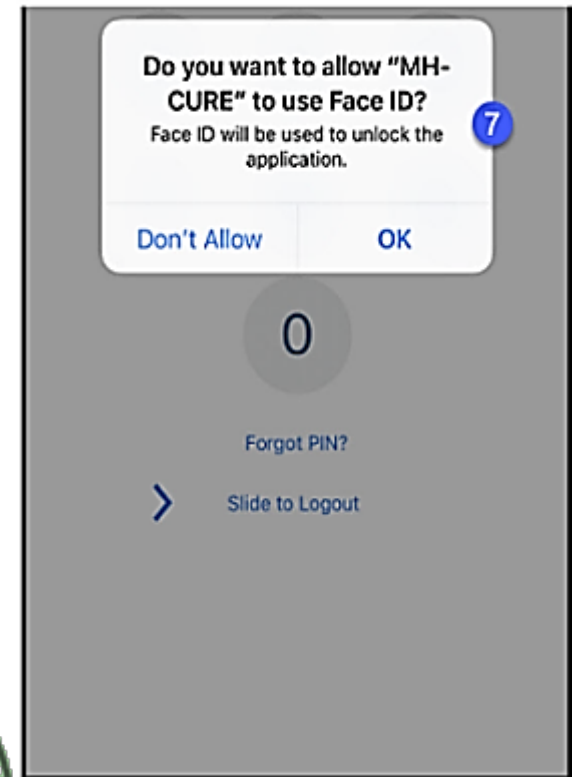 Do you want to allow “MH-
CURE” to use Face ID?
Face ID will be used to unlock the
application.
7
Don't Allow
OK
0
Forgot PIN?
Slide to Logout